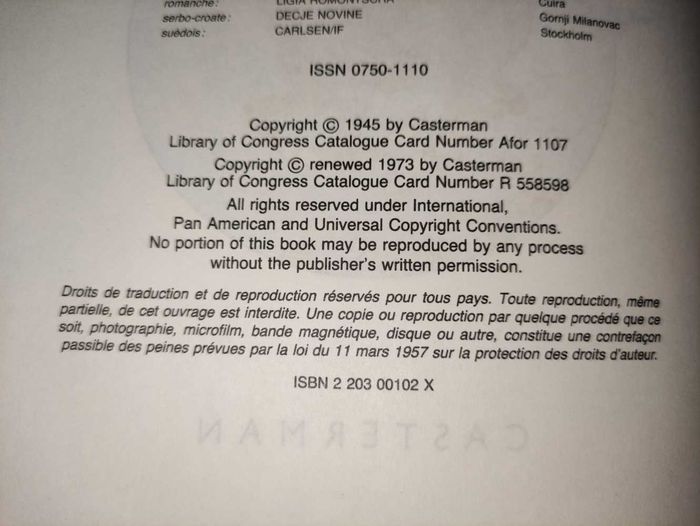 romanche: LIGIA ROMONTSCHA Cuira
serbo-croate: DECJE NOVINE Gornji Milanovac
suédois: CARLSEN/IF Stockholm
ISSN 0750-1110
Copyright © 1945 by Casterman
Library of Congress Catalogue Card Number Afor 1107
Copyright © renewed 1973 by Casterman
Library of Congress Catalogue Card Number R 558598
All rights reserved under International,
Pan American and Universal Copyright Conventions.
No portion of this book may be reproduced by any process
without the publisher's written permission.
Droits de traduction et de reproduction réservés pour tous pays. Toute reproduction, même
partielle, de cet ouvrage est interdite. Une copie ou reproduction par quelque procédé que ce
soit, photographie, microfilm, bande magnétique, disque ou autre, constitue une contrefaçon
passible des peines prévues par la loi du 11 mars 1957 sur la protection des droits d'auteur.
ISBN 2 203 00102 X
CASTERMAN